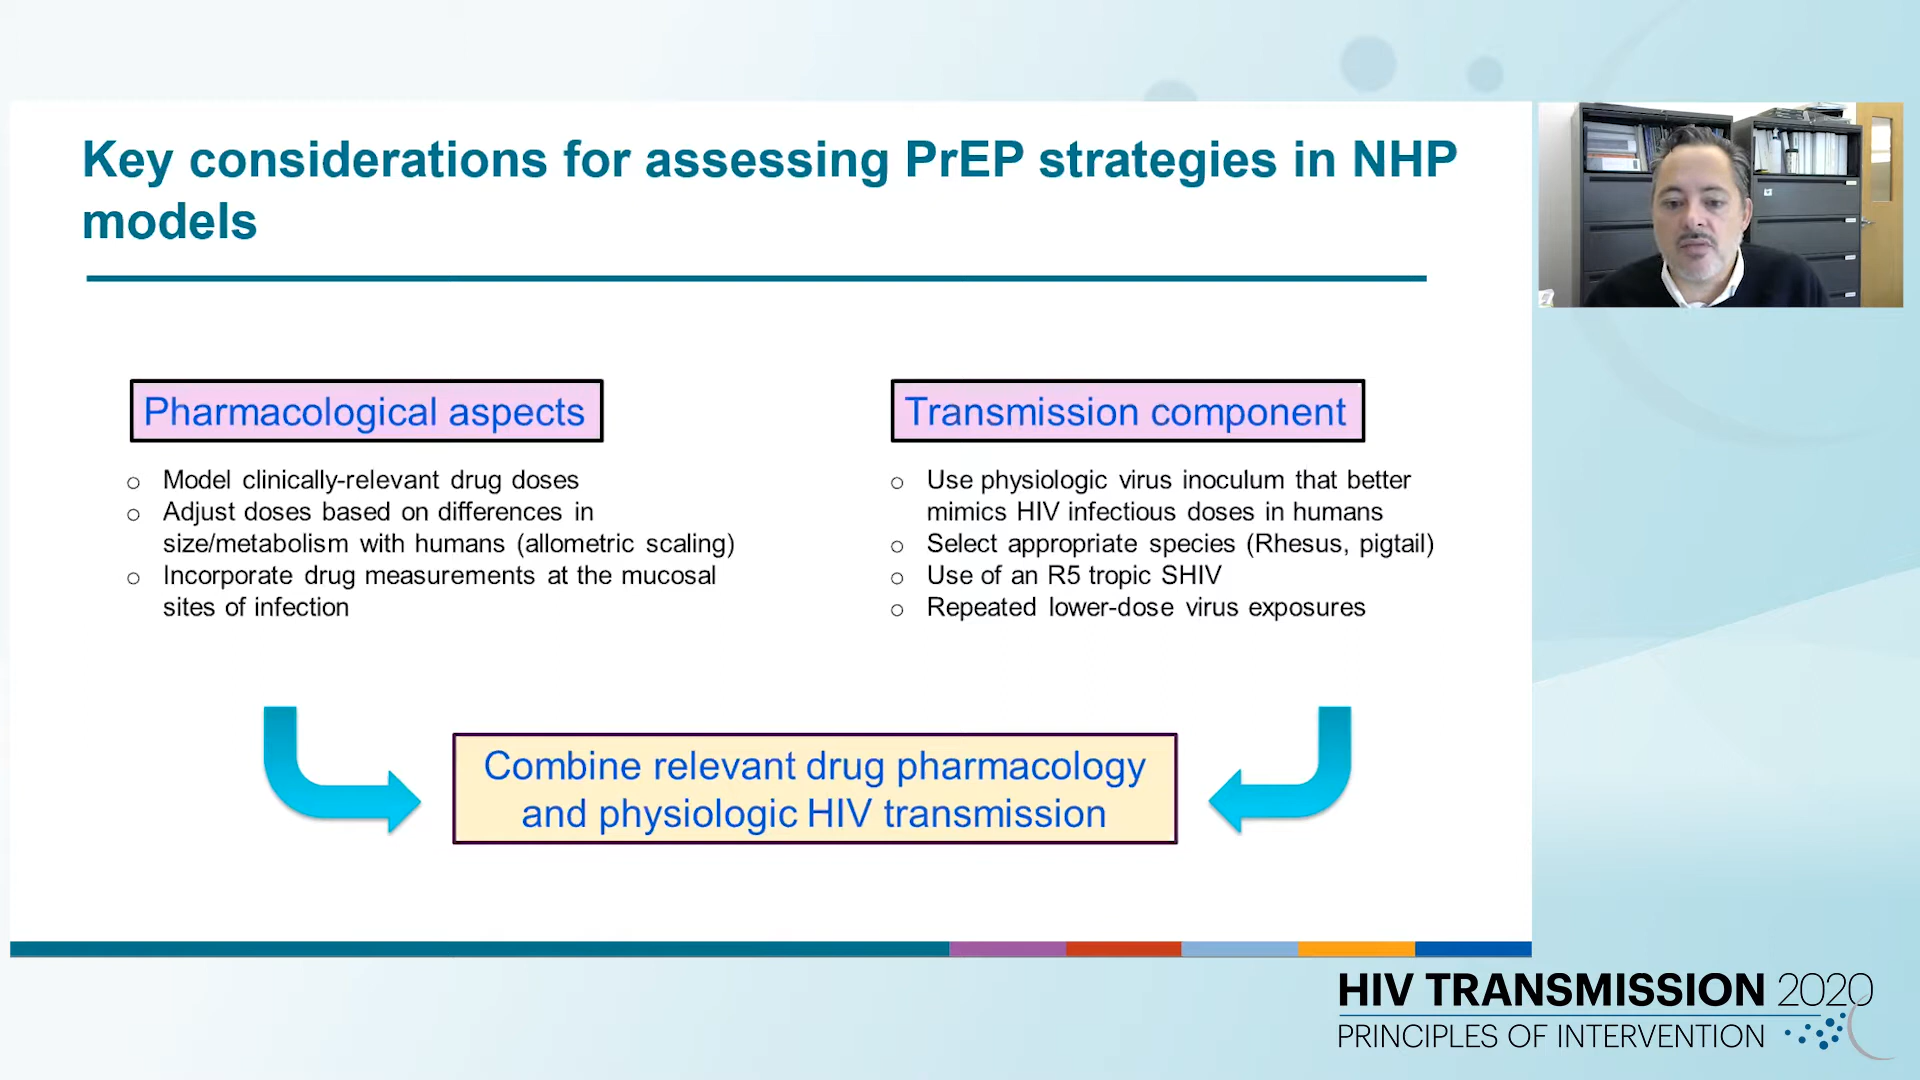 Key considerations for assessing PrEP strategies in NHP
models
Pharmacological aspects
o Model clinically-relevant drug doses
o Adjust doses based on differences in
size/metabolism with humans (allometric scaling)
o Incorporate drug measurements at the mucosal
sites of infection
Transmission component
o Use physiologic virus inoculum that better
mimics HIV infectious doses in humans
o Select appropriate species (Rhesus, pigtail)
o Use of an R5 tropic SHIV
o Repeated lower-dose virus exposures
Combine relevant drug pharmacology
and physiologic HIV transmission
HIV TRANSMISSION 2020
PRINCIPLES OF INTERVENTION